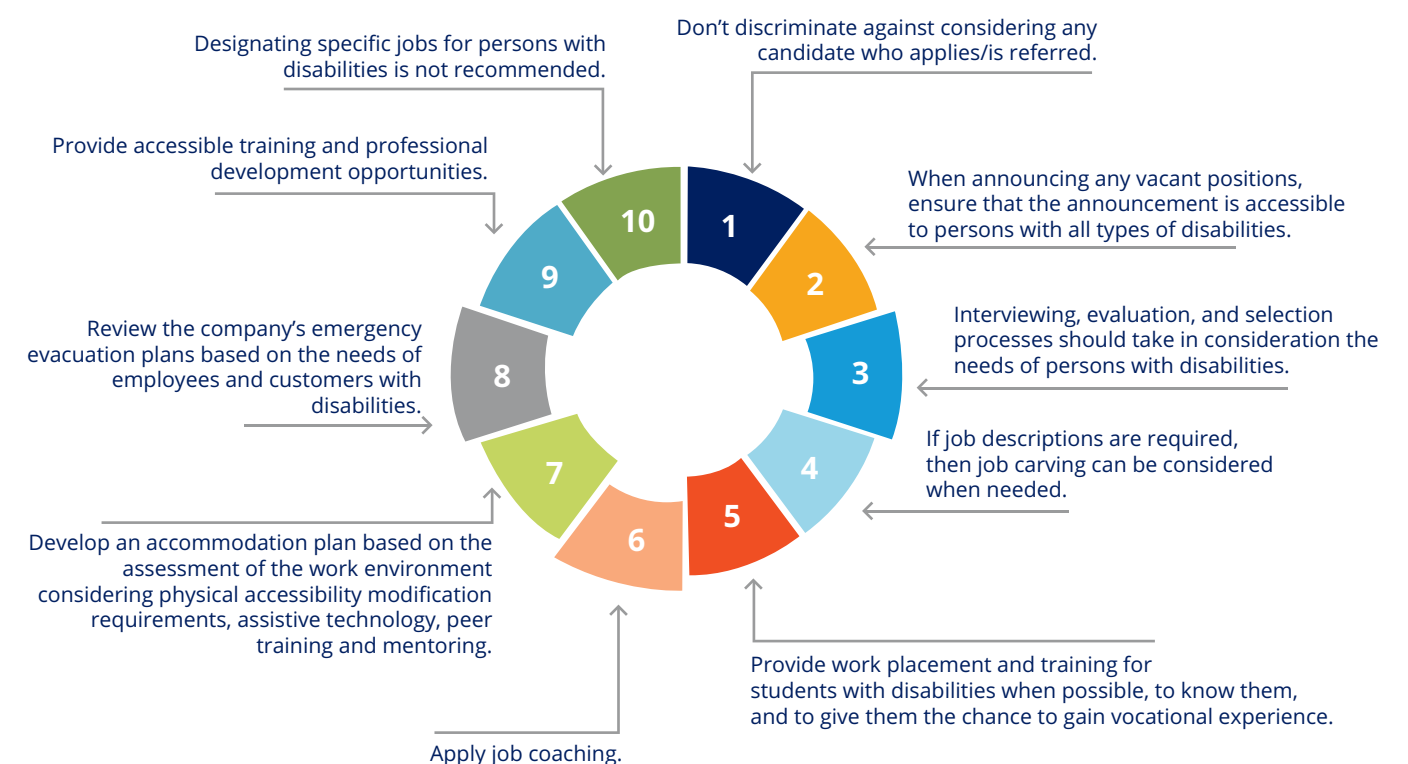 Don’t discriminate against considering any
candidate who applies/is referred.
1
When announcing any vacant positions,
ensure that the announcement is accessible
to persons with all types of disabilities.
2
Interviewing, evaluation, and selection
processes should take in consideration the
needs of persons with disabilities.
3
If job descriptions are required,
then job carving can be considered
when needed.
4
Provide work placement and training for
students with disabilities when possible, to know them,
and to give them the chance to gain vocational experience.
5
Apply job coaching.
6
Develop an accommodation plan based on the
assessment of the work environment
considering physical accessibility modification
requirements, assistive technology, peer
training and mentoring.
7
Review the company’s emergency
evacuation plans based on the needs of
employees and customers with
disabilities.
8
Provide accessible training and professional
development opportunities.
9
Designating specific jobs for persons with
disabilities is not recommended.
10